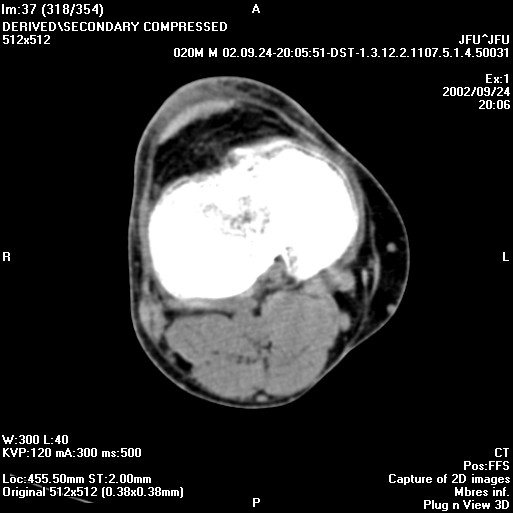 Im:37 (318/354)
A
DERIVED\SECONDARY COMPRESSED
512x512
JFU^JFU
020M M 02.09.24-20:05:51-DST-1.3.12.2.1107.5.1.4.50031
Ex:1
2002/09/24
20:06
R
L
W:300 L:40
KVP:120 mA:300 ms:500
CT
Pos:FFS
Loc:455.50mm ST:2.00mm
Capture of 2D images
Original 512x512 (0.38x0.38mm)
Mbres inf.
P
Plug n View 3D